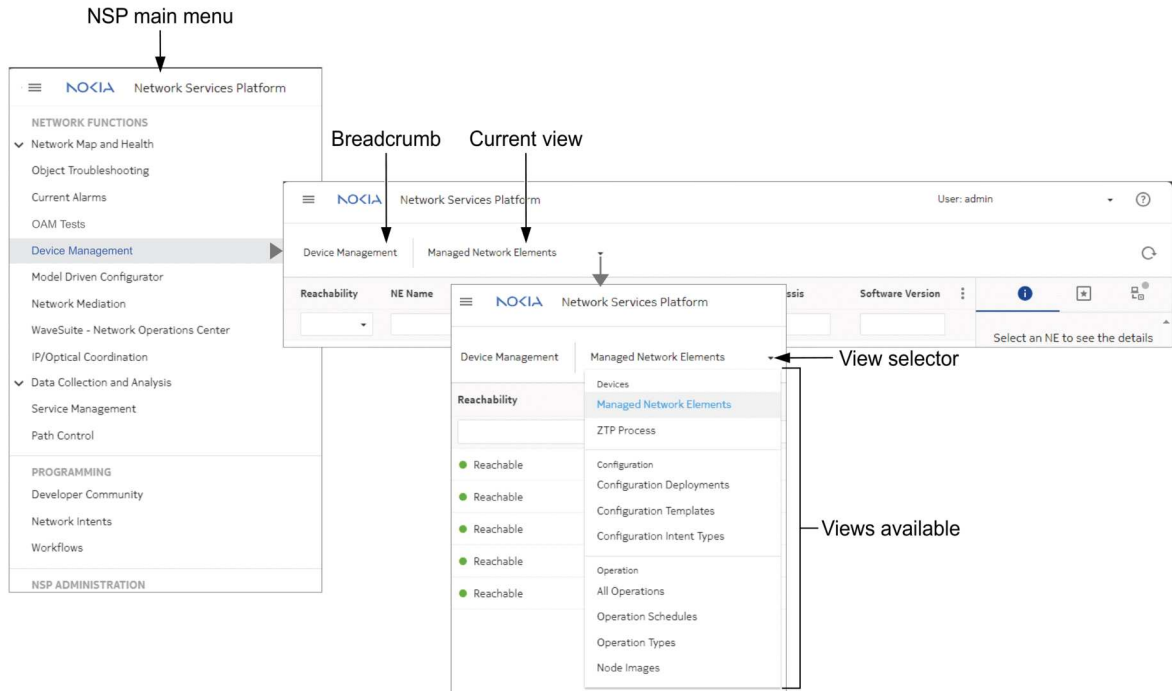 NSP main menu
NOKIA Network Services Platform
NETWORK FUNCTIONS
Network Map and Health
Object Troubleshooting
Current Alarms
OAM Tests
Device Management
Model Driven Configurator
Network Mediation
WaveSuite - Network Operations Center
IP/Optical Coordination
Data Collection and Analysis
Service Management
Path Control
PROGRAMMING
Developer Community
Network Intents
Workflows
NSP ADMINISTRATION
Breadcrumb Current view
NOKIA Network Services Platform User: admin ?
Device Management Managed Network Elements
Reachability NE Name ssis Software Version
Select an NE to see the details
NOKIA Network Services Platform
Device Management Managed Network Elements
View selector
Reachability
Reachable
Reachable
Reachable
Reachable
Reachable
Devices
Managed Network Elements
ZTP Process
Configuration
Configuration Deployments
Configuration Templates
Configuration Intent Types
Operation
All Operations
Operation Schedules
Operation Types
Node Images
Views available